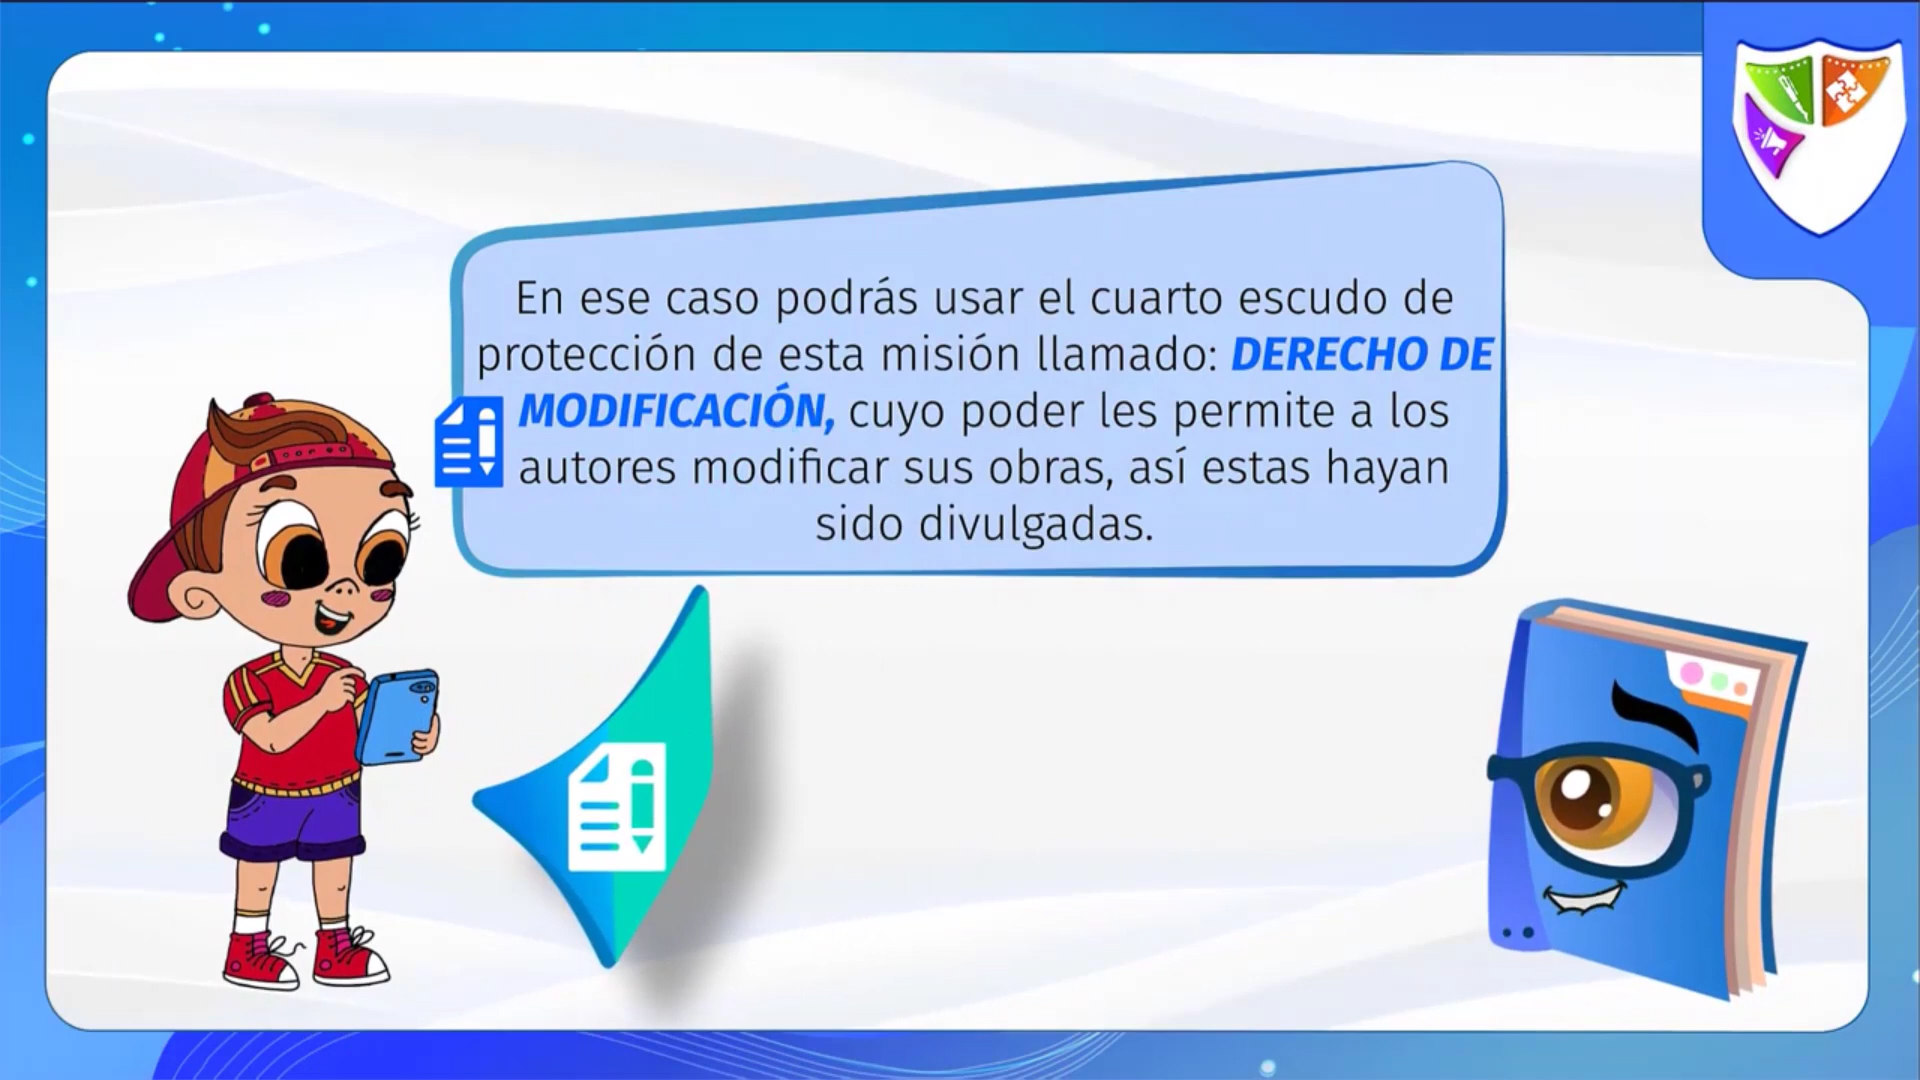 En ese caso podrás usar el cuarto escudo de
protección de esta misión llamado: DERECHO DE
MODIFICACIÓN, cuyo poder les permite a los
autores modificar sus obras, así estas hayan
sido divulgadas.